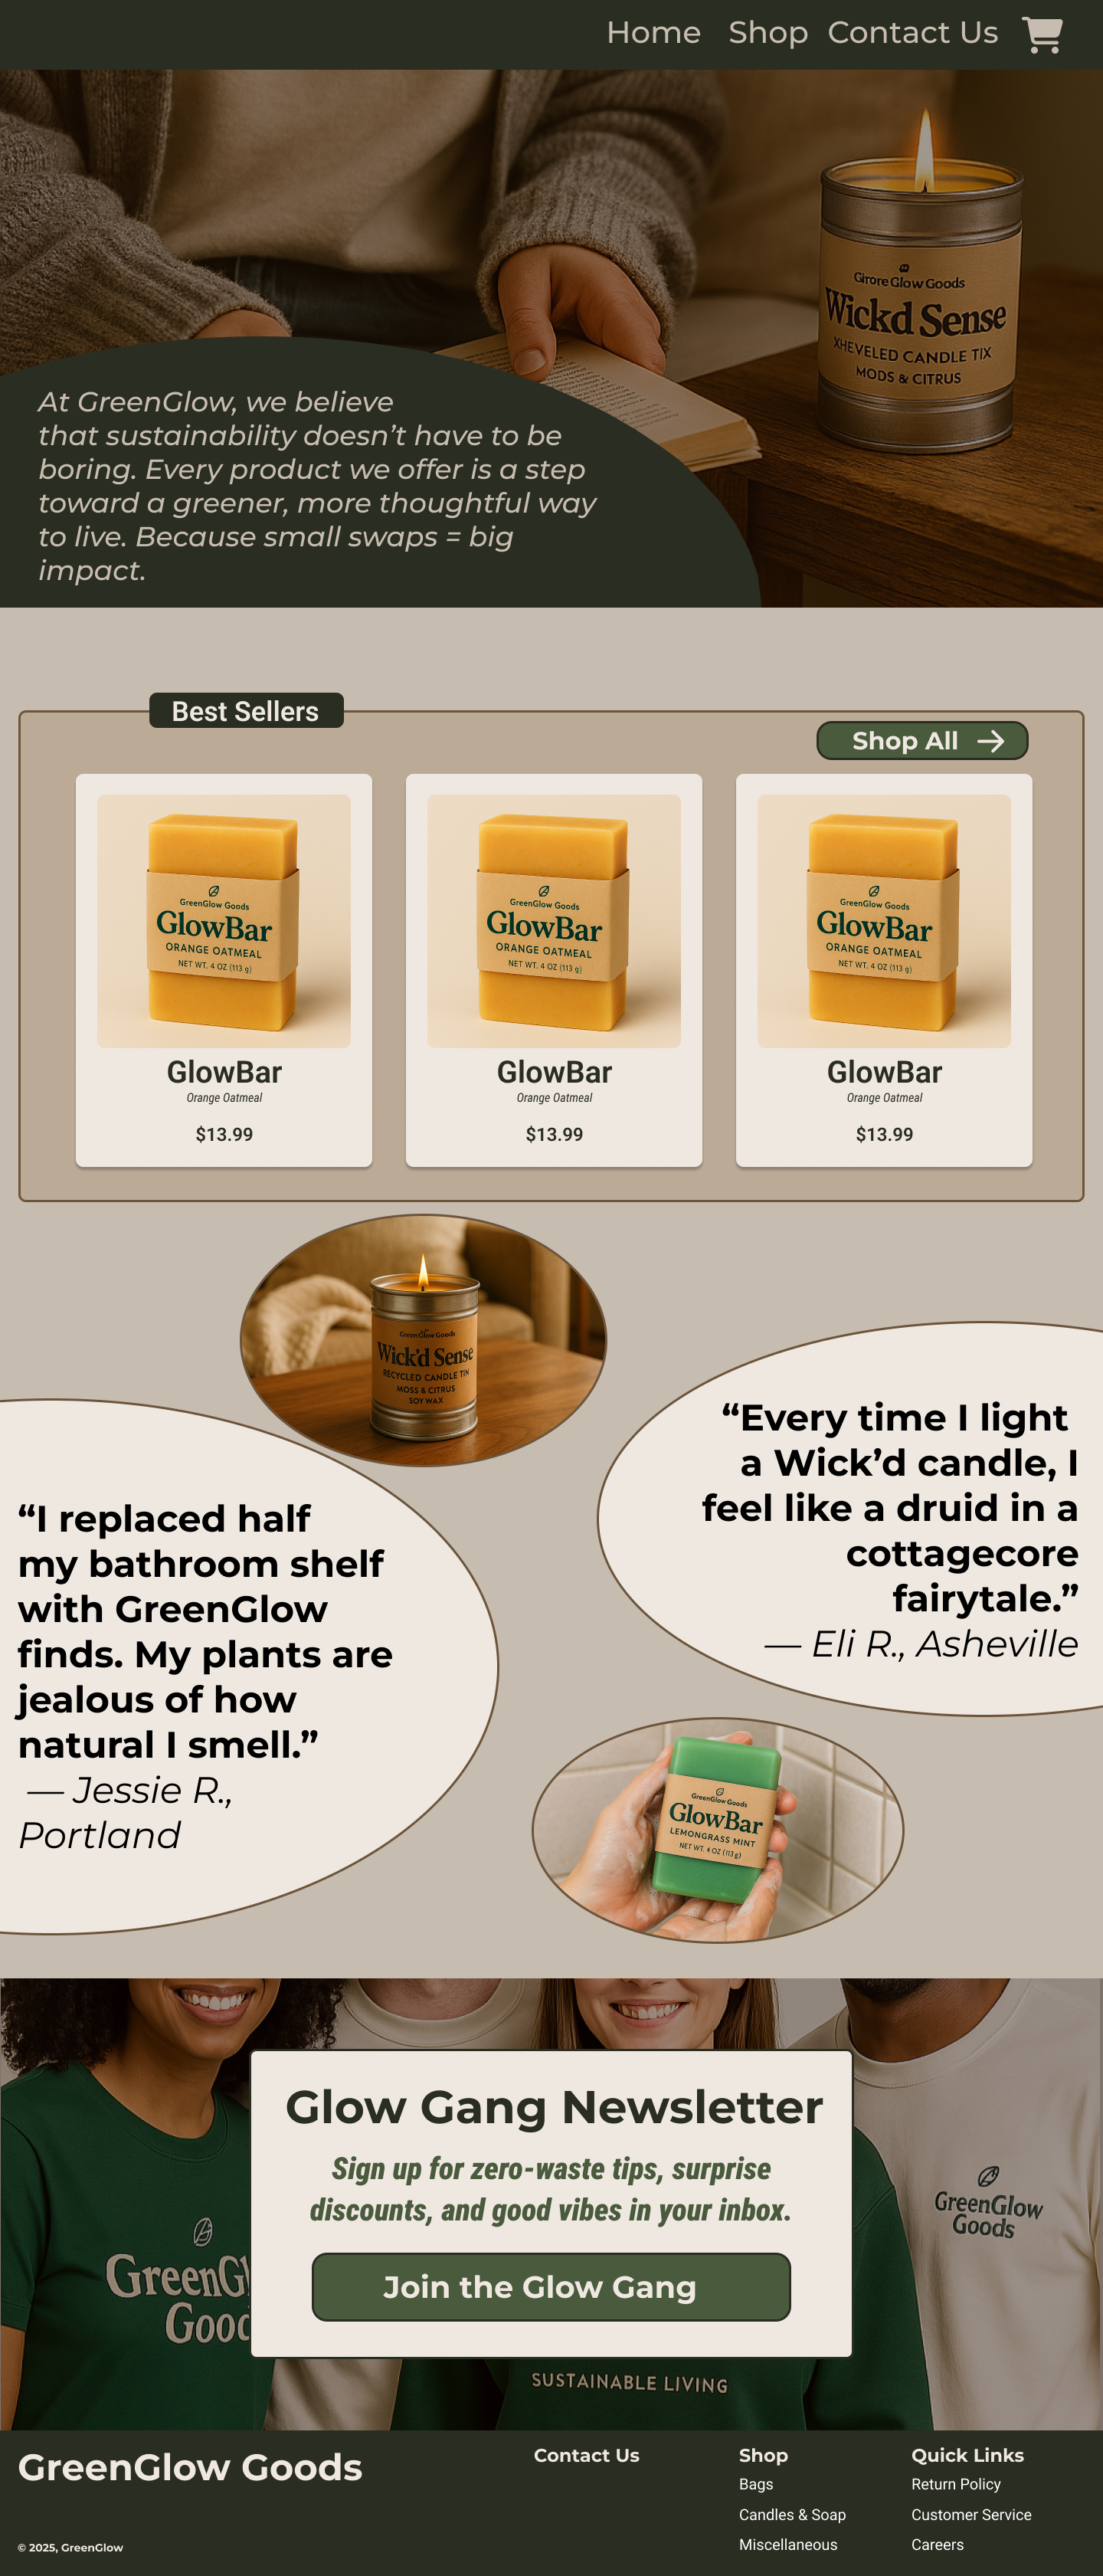 Home Shop Contact Us
Girore Glow Goods
Wickd Sense
XHEVELED CANDLE TIX
MODS & CITRUS
At GreenGlow, we believe
that sustainability doesn’t have to be
boring. Every product we offer is a step
toward a greener, more thoughtful way
to live. Because small swaps = big
impact.
Best Sellers
Shop All
GreenGlow Goods
GlowBar
ORANGE OATMEAL
NET WT. 4 OZ (113 g)
GlowBar
Orange Oatmeal
$13.99
GreenGlow Goods
GlowBar
ORANGE OATMEAL
NET WT. 4 OZ (113 g)
GlowBar
Orange Oatmeal
$13.99
GreenGlow Goods
GlowBar
ORANGE OATMEAL
NET WT. 4 OZ (113 g)
GlowBar
Orange Oatmeal
$13.99
GreenGlow Goods
Wick’d Sense
RECYCLED CANDLE TIN
MOSS & CITRUS
SOY WAX
“Every time I light
a Wick’d candle, I
feel like a druid in a
cottagecore
fairytale.”
— Eli R., Asheville
“I replaced half
my bathroom shelf
with GreenGlow
finds. My plants are
jealous of how
natural I smell.”
— Jessie R.,
Portland
GreenGlow Goods
GlowBar
LEMONGRASS MINT
NET WT. 4 OZ (113 g)
Glow Gang Newsletter
Sign up for zero-waste tips, surprise
discounts, and good vibes in your inbox.
Join the Glow Gang
GreenGl
Good
GreenGlow
Goods
SUSTAINABLE LIVING
GreenGlow Goods
© 2025, GreenGlow
Contact Us
Shop
Bags
Candles & Soap
Miscellaneous
Quick Links
Return Policy
Customer Service
Careers